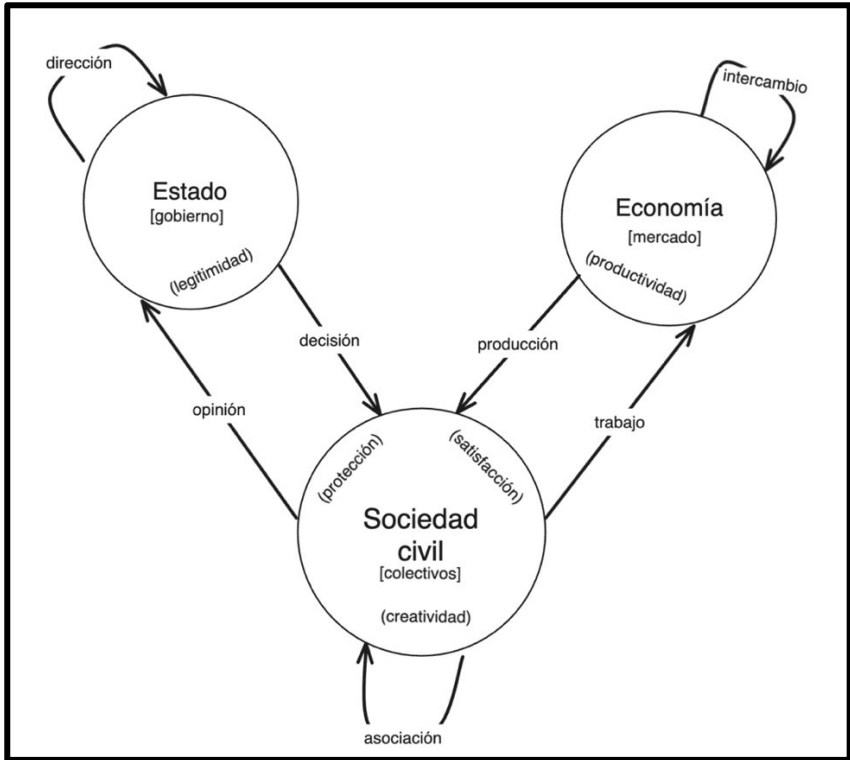 dirección
intercambio
Estado
[gobierno]
(legitimidad)
Economía
[mercado]
(productividad)
decisión
producción
opinión
trabajo
(protección)
(satisfacción)
Sociedad
civil
[colectivos]
(creatividad)
asociación